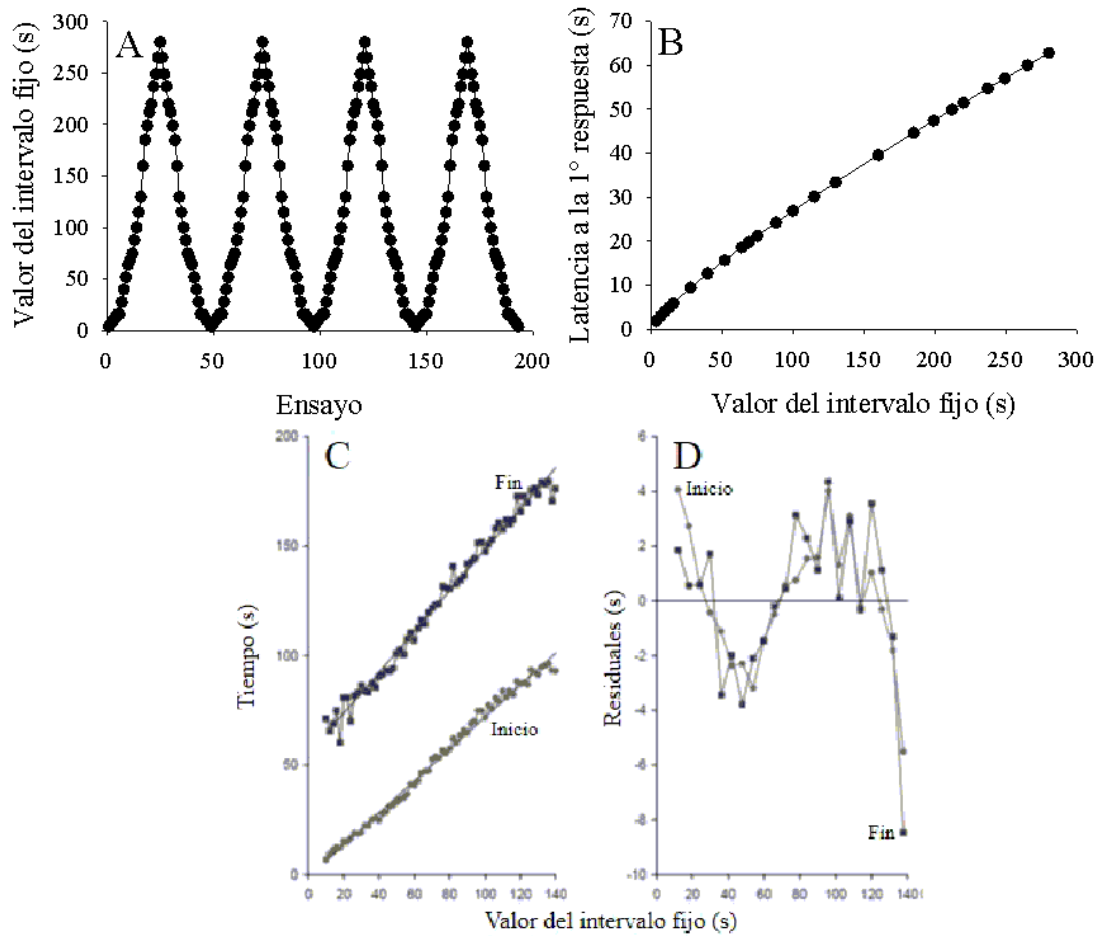 A
Valor del intervalo fijo (s)
300
250
200
150
100
50
0
0 50 100 150 200
Ensayo
B
Latencia a la 1° respuesta (s)
70
60
50
40
30
20
10
0
0 50 100 150 200 250 300
Valor del intervalo fijo (s)
C
Tiempo (s)
200
150
100
50
0
Fin
Inicio
0 20 40 60 80 100 120 140
D
Residuales (s)
6
4
2
0
-2
-4
-6
-8
-10
Inicio
Fin
0 20 40 60 80 100 120 140
Valor del intervalo fijo (s)